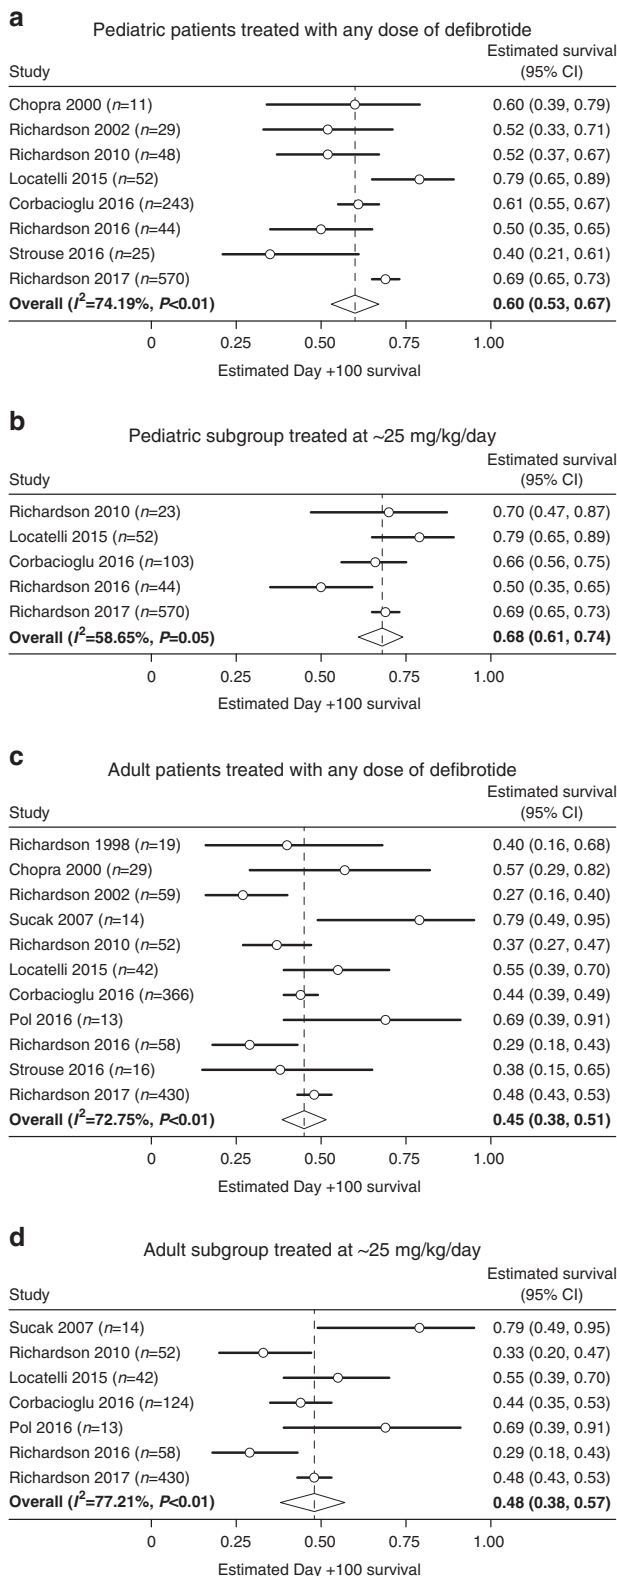 a
Pediatric patients treated with any dose of defibrotide
Estimated survival
Study (95% CI)
Chopra 2000 (n=11) 0.60 (0.39, 0.79)
Richardson 2002 (n=29) 0.52 (0.33, 0.71)
Richardson 2010 (n=48) 0.52 (0.37, 0.67)
Locatelli 2015 (n=52) 0.79 (0.65, 0.89)
Corbacioglu 2016 (n=243) 0.61 (0.55, 0.67)
Richardson 2016 (n=44) 0.50 (0.35, 0.65)
Strouse 2016 (n=25) 0.40 (0.21, 0.61)
Richardson 2017 (n=570) 0.69 (0.65, 0.73)
Overall (I²=74.19%, P<0.01) 0.60 (0.53, 0.67)
0 0.25 0.50 0.75 1.00
Estimated Day +100 survival
b
Pediatric subgroup treated at ~25 mg/kg/day
Estimated survival
Study (95% CI)
Richardson 2010 (n=23) 0.70 (0.47, 0.87)
Locatelli 2015 (n=52) 0.79 (0.65, 0.89)
Corbacioglu 2016 (n=103) 0.66 (0.56, 0.75)
Richardson 2016 (n=44) 0.50 (0.35, 0.65)
Richardson 2017 (n=570) 0.69 (0.65, 0.73)
Overall (I²=58.65%, P=0.05) 0.68 (0.61, 0.74)
0 0.25 0.50 0.75 1.00
Estimated Day +100 survival
c
Adult patients treated with any dose of defibrotide
Estimated survival
Study (95% CI)
Richardson 1998 (n=19) 0.40 (0.16, 0.68)
Chopra 2000 (n=29) 0.57 (0.29, 0.82)
Richardson 2002 (n=59) 0.27 (0.16, 0.40)
Sucak 2007 (n=14) 0.79 (0.49, 0.95)
Richardson 2010 (n=52) 0.37 (0.27, 0.47)
Locatelli 2015 (n=42) 0.55 (0.39, 0.70)
Corbacioglu 2016 (n=366) 0.44 (0.39, 0.49)
Pol 2016 (n=13) 0.69 (0.39, 0.91)
Richardson 2016 (n=58) 0.29 (0.18, 0.43)
Strouse 2016 (n=16) 0.38 (0.15, 0.65)
Richardson 2017 (n=430) 0.48 (0.43, 0.53)
Overall (I²=72.75%, P<0.01) 0.45 (0.38, 0.51)
0 0.25 0.50 0.75 1.00
Estimated Day +100 survival
d
Adult subgroup treated at ~25 mg/kg/day
Estimated survival
Study (95% CI)
Sucak 2007 (n=14) 0.79 (0.49, 0.95)
Richardson 2010 (n=52) 0.33 (0.20, 0.47)
Locatelli 2015 (n=42) 0.55 (0.39, 0.70)
Corbacioglu 2016 (n=124) 0.44 (0.35, 0.53)
Pol 2016 (n=13) 0.69 (0.39, 0.91)
Richardson 2016 (n=58) 0.29 (0.18, 0.43)
Richardson 2017 (n=430) 0.48 (0.43, 0.53)
Overall (I²=77.21%, P<0.01) 0.48 (0.38, 0.57)
0 0.25 0.50 0.75 1.00
Estimated Day +100 survival